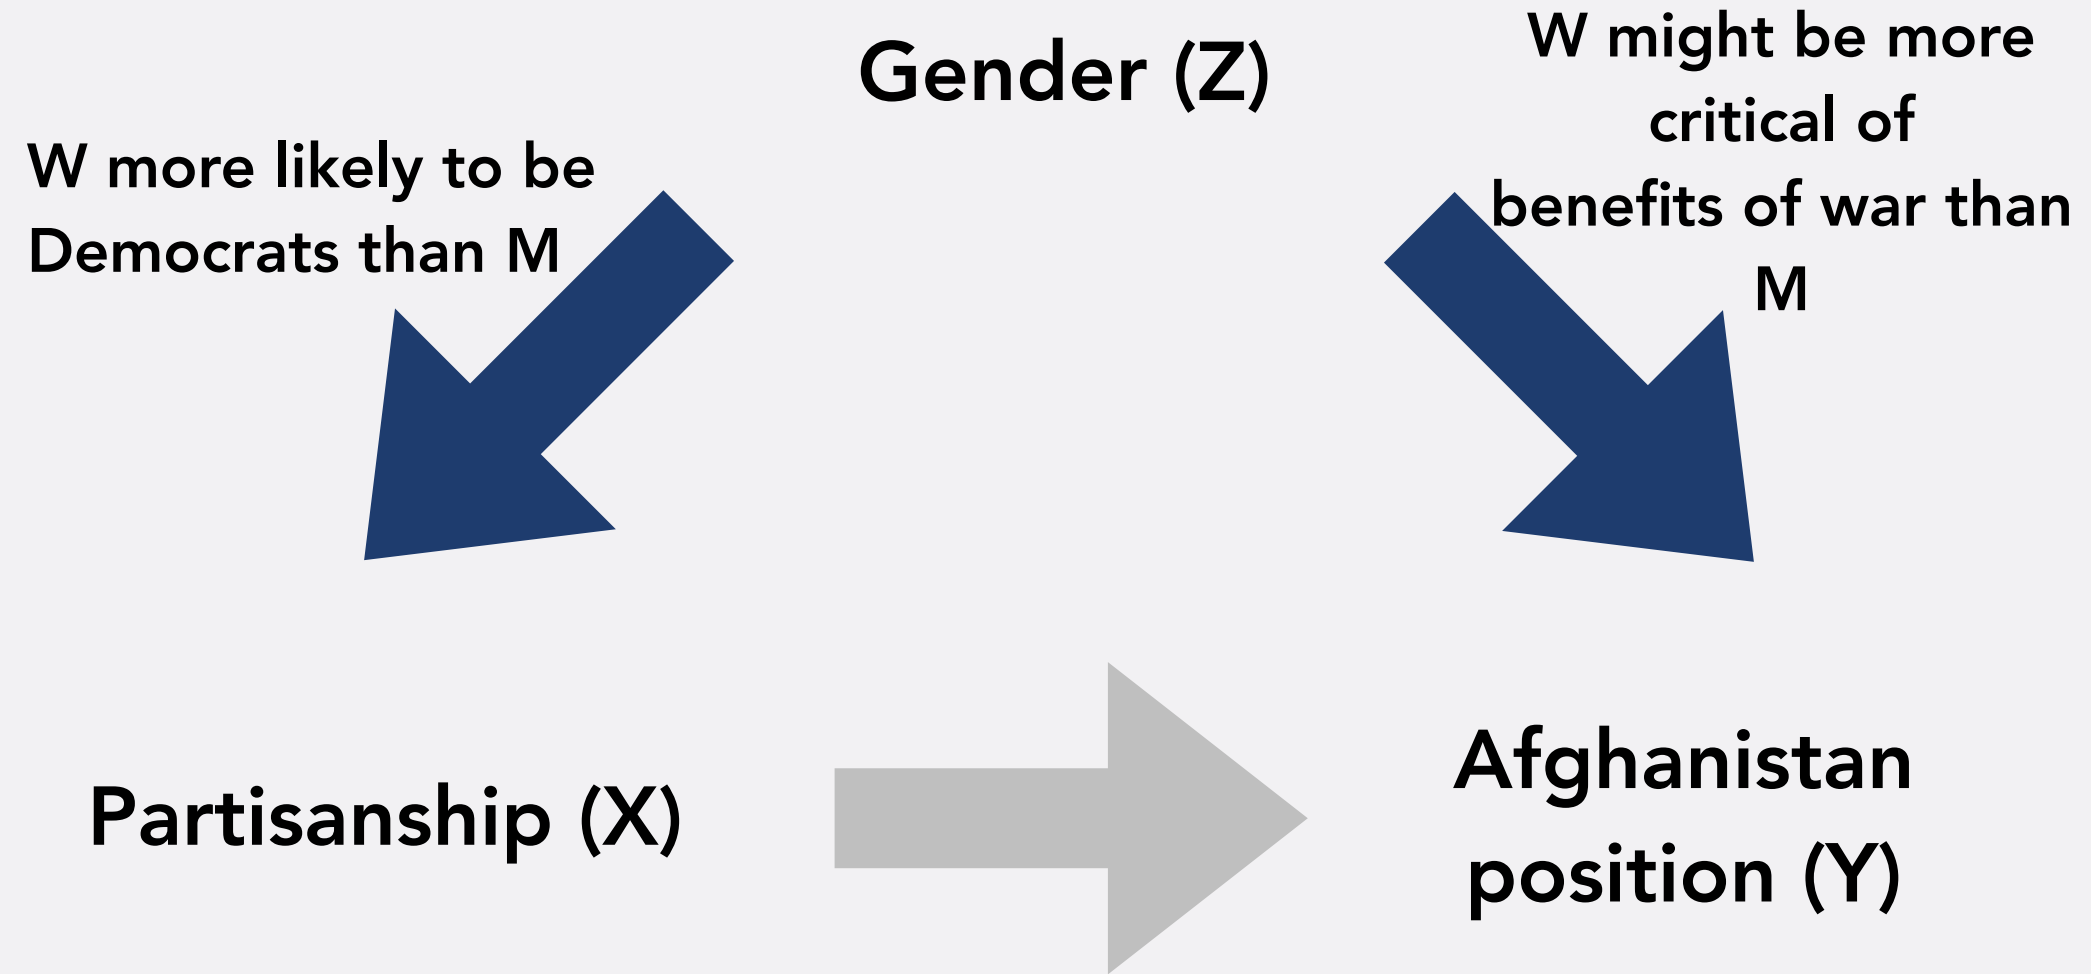 Gender (Z)
W more likely to be
Democrats than M
W might be more
critical of
benefits of war than
M
Partisanship (X)
Afghanistan
position (Y)